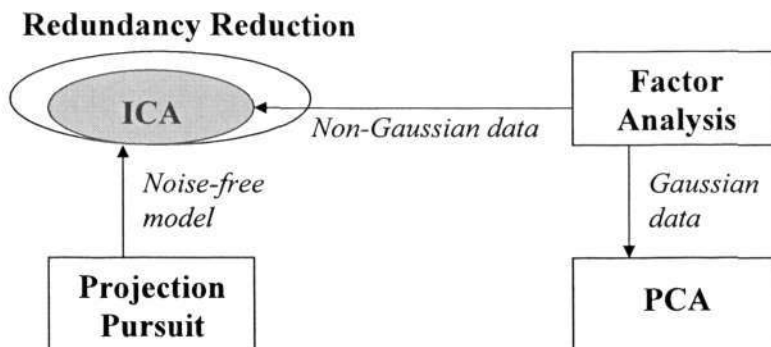 Redundancy Reduction
ICA
Factor
Analysis
Non-Gaussian data
Noise-free
model
Gaussian
data
Projection
Pursuit
PCA